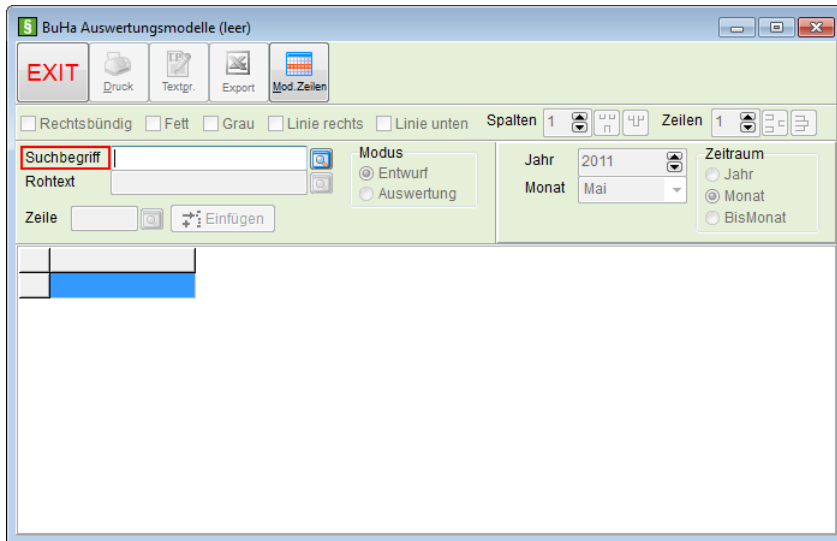 BuHa Auswertungsmodelle (leer)
EXIT Druck Textpr. Export Mod.Zeilen
Rechtsbündig Fett Grau Linie rechts Linie unten Spalten 1 Zeilen 1
Suchbegriff Modus Jahr 2011 Zeitraum
Rohtext Entwurf Monat Mai Jahr
Auswertung Monat
Zeile Einfügen BisMonat